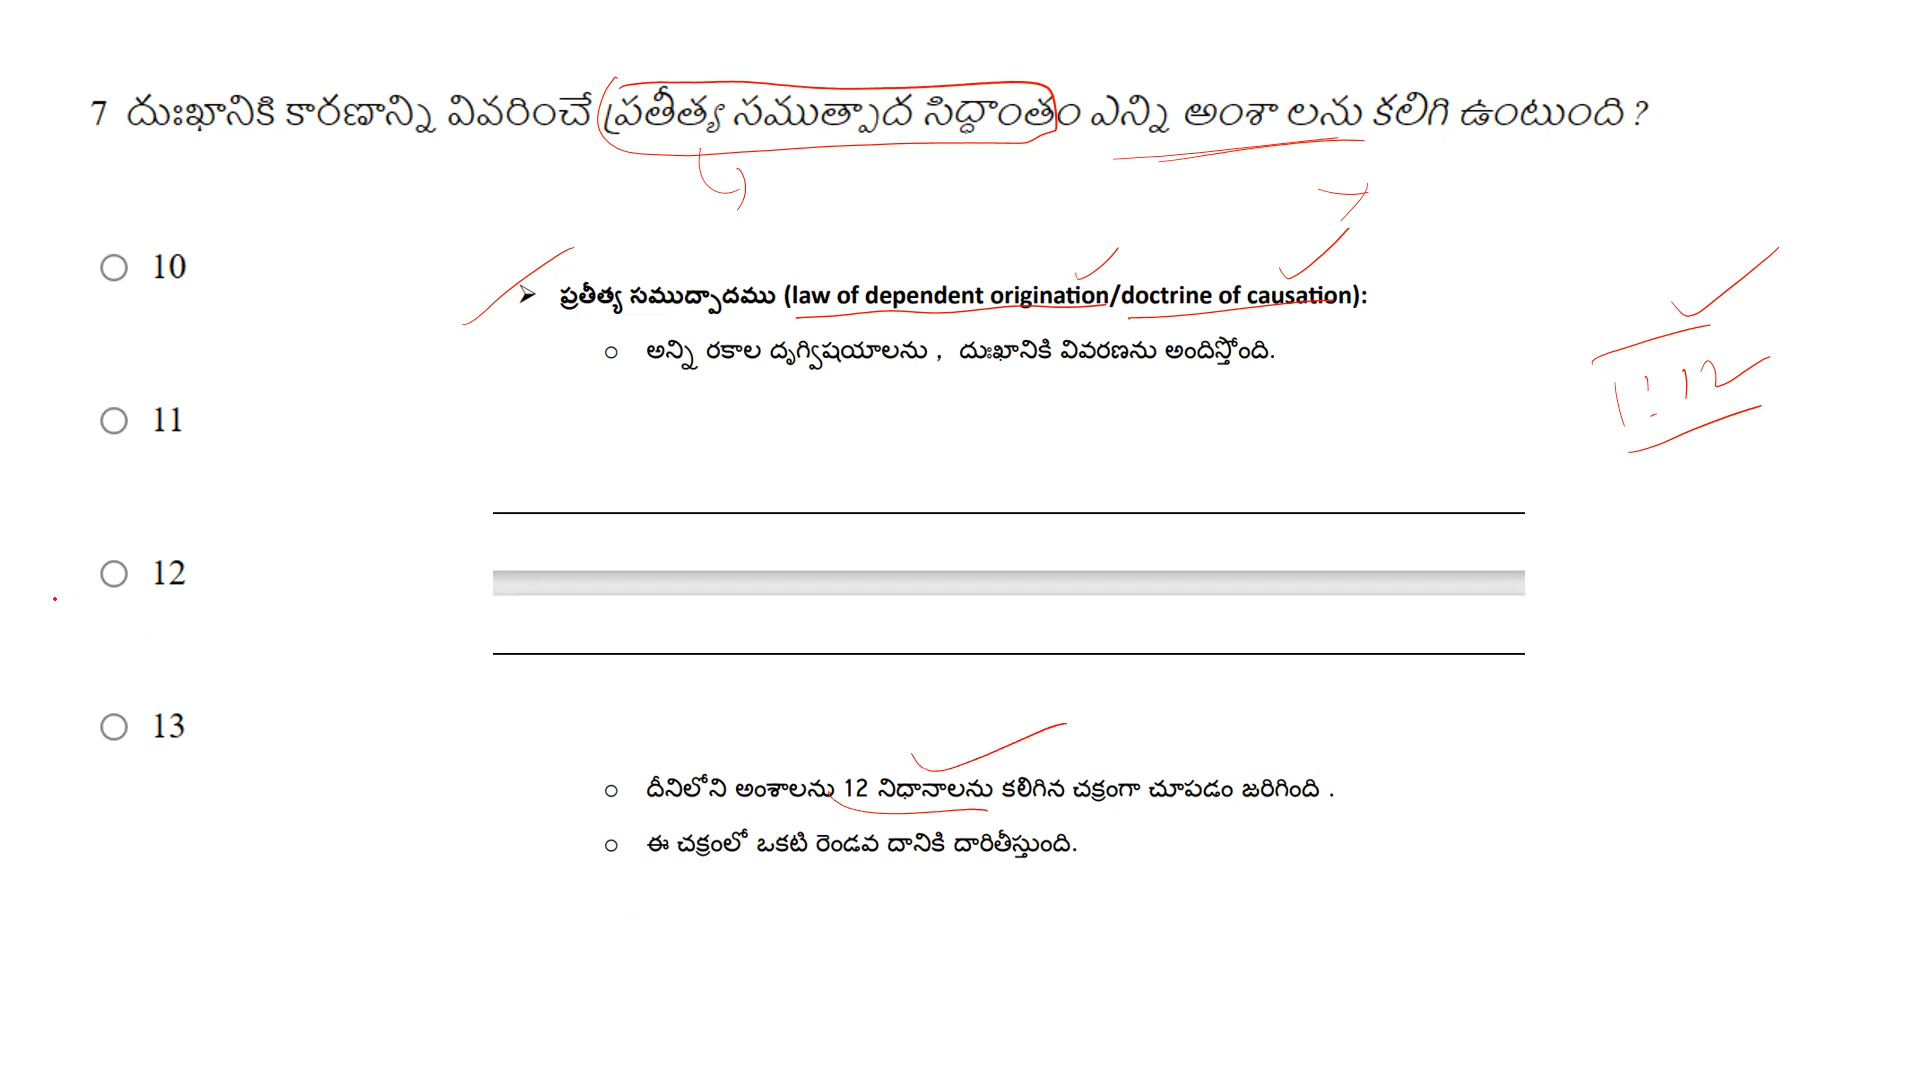 7 దుఃఖానికి కారణాన్ని వివరించే ప్రతీత్య సముత్పాద సిద్ధాంతం ఎన్ని అంశా లను కలిగి ఉంటుంది ?
10
➢ ప్రతీత్య సముద్పాదము (law of dependent origination/doctrine of causation):
○ అన్ని రకాల దృగ్విషయాలను , దుఃఖానికి వివరణను అందిస్తోంది.
12
11
12
13
○ దీనిలోని అంశాలను 12 నిధానాలను కలిగిన చక్రంగా చూపడం జరిగింది .
○ ఈ చక్రంలో ఒకటి రెండవ దానికి దారితీస్తుంది.